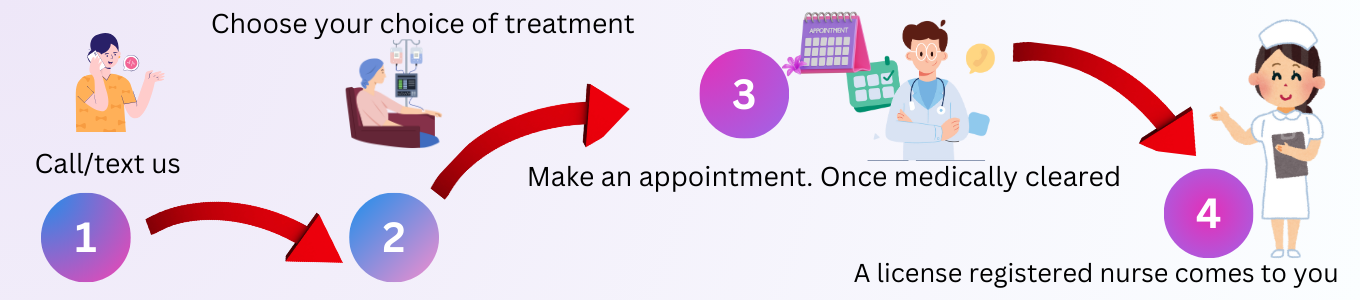 Call/text us
1
Choose your choice of treatment
2
3
APPOINTMENT
Make an appointment. Once medically cleared
4
A license registered nurse comes to you